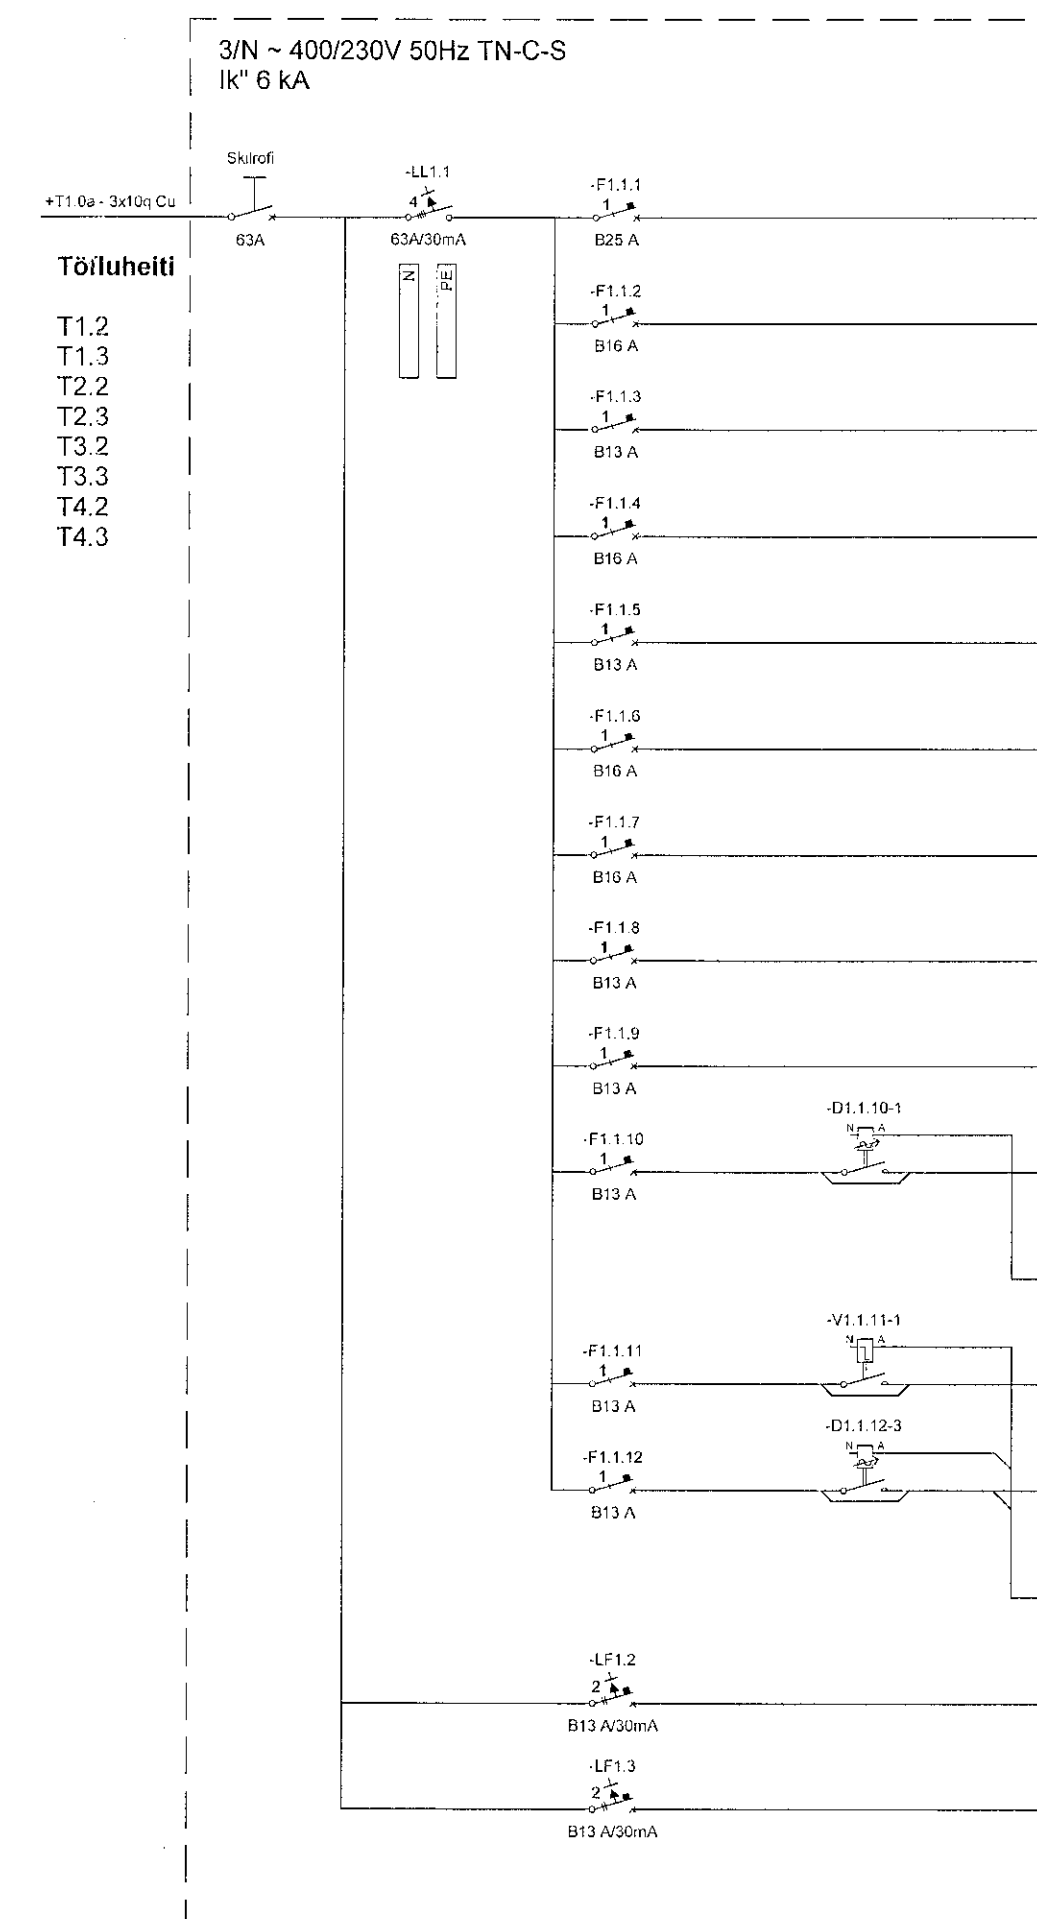 3/N ~ 400/230V 50Hz TN-C-S
Ik" 6 kA
Skilrofi
-LL1.1
-F1.1.1
+T1.0a - 3x10q Cu
4
1
63A
63A/30mA
B25 A
Töfluheiti
N
PE
T1.2
T1.3
T2.2
T2.3
T3.2
T3.3
T4.2
T4.3
-F1.1.2
1
B16 A
-F1.1.3
1
B13 A
-F1.1.4
1
B16 A
-F1.1.5
1
B13 A
-F1.1.6
1
B16 A
-F1.1.7
1
B16 A
-F1.1.8
1
B13 A
-F1.1.9
1
B13 A
-D1.1.10-1
N A
-F1.1.10
1
B13 A
-V1.1.11-1
N A
-F1.1.11
1
B13 A
-D1.1.12-3
N A
-F1.1.12
1
B13 A
-LF1.2
2
B13 A/30mA
-LF1.3
2
B13 A/30mA